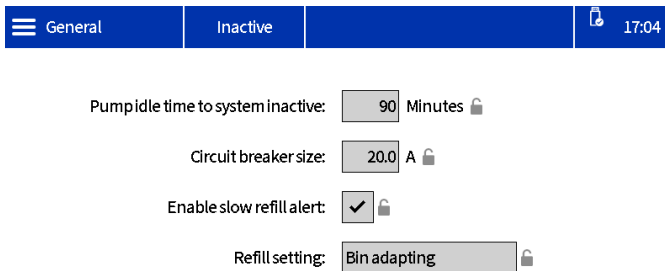 General Inactive 17:04
Pump idle time to system inactive: 90 Minutes
Circuit breaker size: 20.0 A
Enable slow refill alert:
Refill setting: Bin adapting